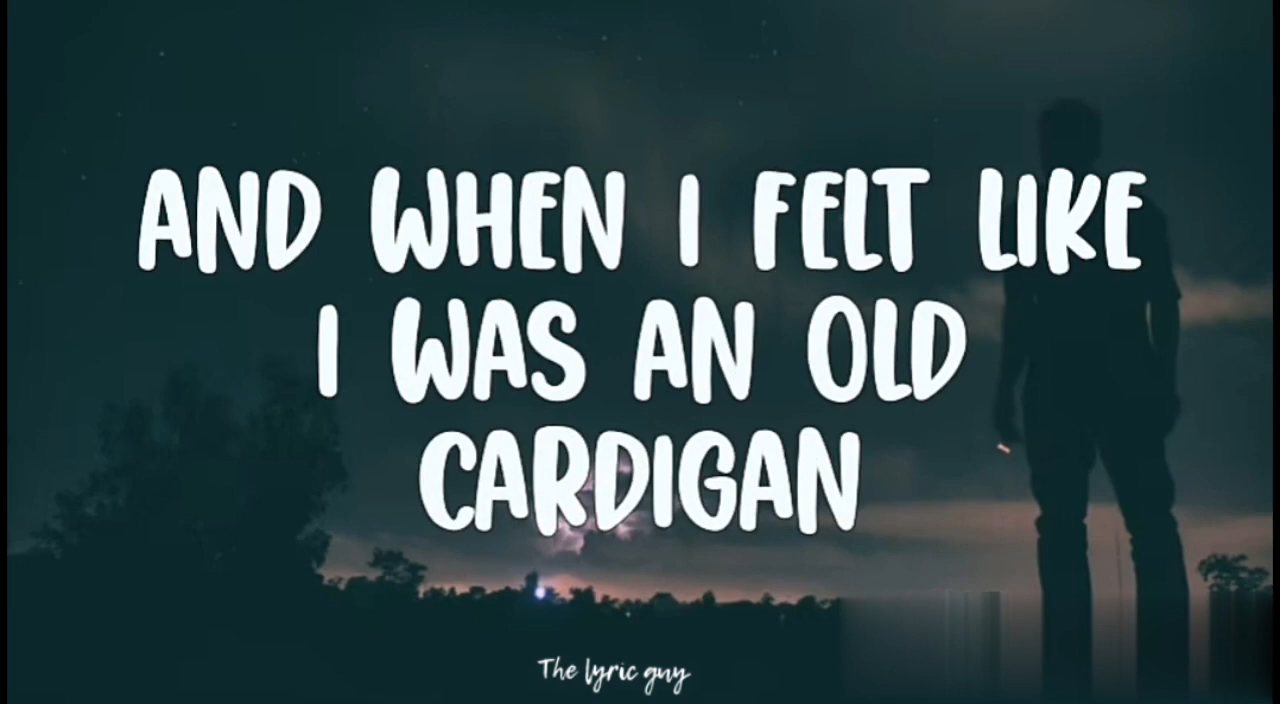 AND WHEN I FELT LIKE
I WAS AN OLD
CARDIGAN
The lyric guy